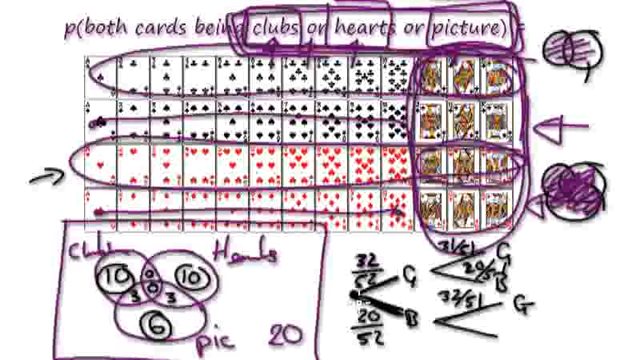 p(both cards being clubs or hearts or picture) =
clubs
Hearts
10
0
10
0
3
3
6
pic
20
32/52
G
31/51
G
20/51
B
20/52
B
32/51
G